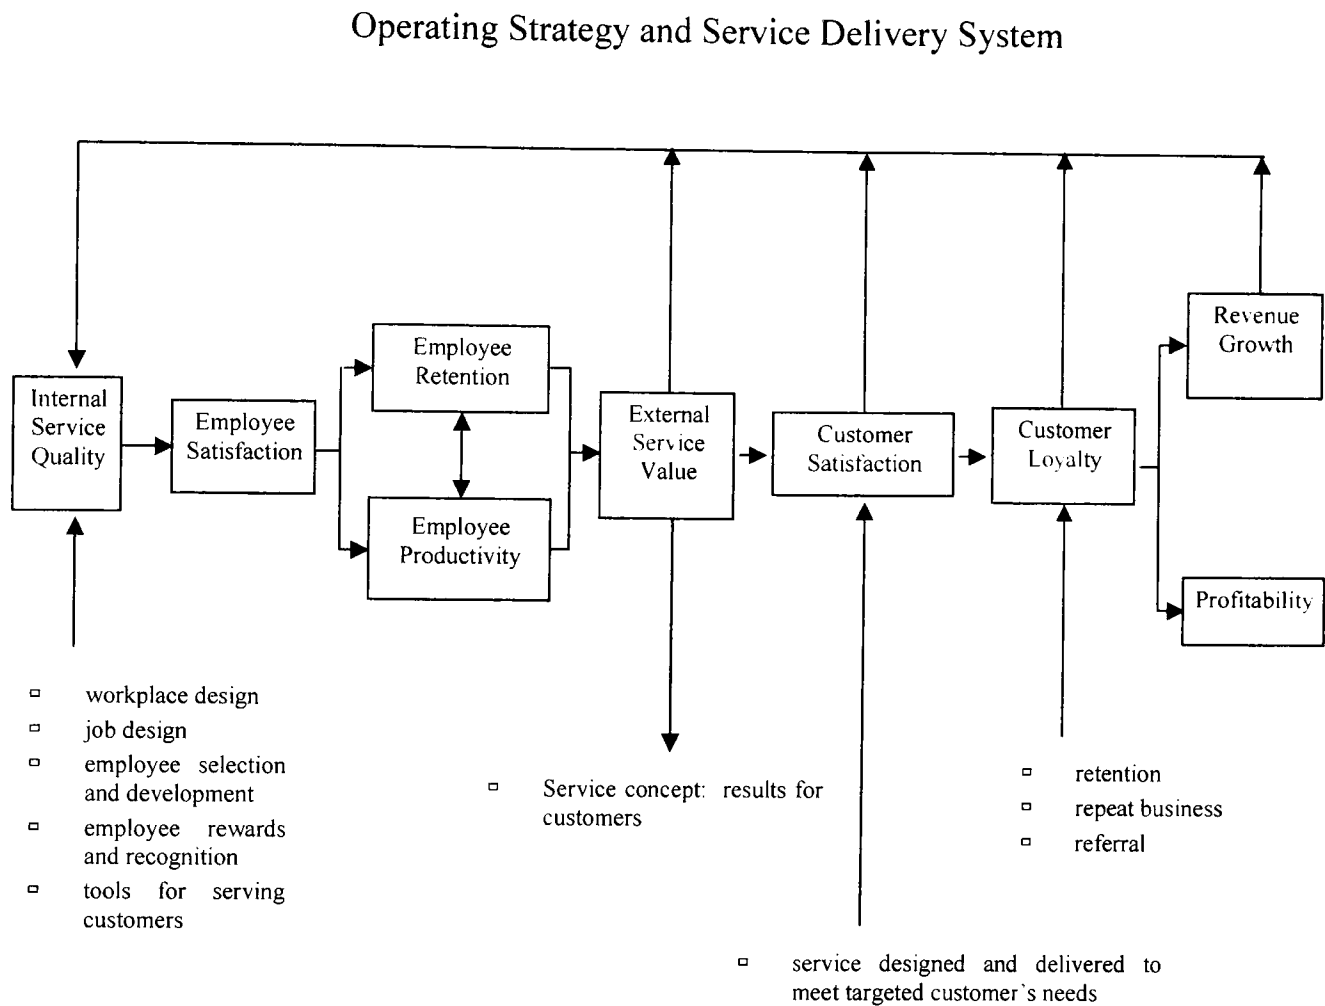 Operating Strategy and Service Delivery System
Internal
Service
Quality
Employee
Satisfaction
Employee
Retention
Employee
Productivity
External
Service
Value
Customer
Satisfaction
Customer
Loyalty
Revenue
Growth
Profitability
workplace design
job design
employee selection
and development
employee rewards
and recognition
tools for serving
customers
Service concept: results for
customers
service designed and delivered to
meet targeted customer's needs
retention
repeat business
referral